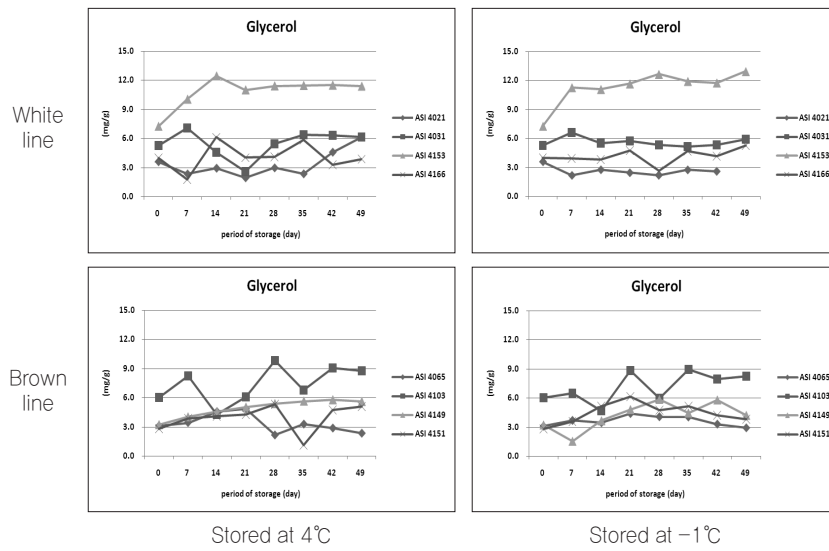 White
line
Glycerol
15.0
12.0
9.0
6.0
3.0
0.0
(mg/g)
0 7 14 21 28 35 42 49
period of storage (day)
ASI 4021
ASI 4031
ASI 4153
ASI 4166
Glycerol
15.0
12.0
9.0
6.0
3.0
0.0
(mg/g)
0 7 14 21 28 35 42 49
period of storage (day)
ASI 4021
ASI 4031
ASI 4153
ASI 4166
Brown
line
Glycerol
15.0
12.0
9.0
6.0
3.0
0.0
(mg/g)
0 7 14 21 28 35 42 49
period of storage (day)
ASI 4065
ASI 4103
ASI 4149
ASI 4151
Glycerol
15.0
12.0
9.0
6.0
3.0
0.0
(mg/g)
0 7 14 21 28 35 42 49
period of storage (day)
ASI 4065
ASI 4103
ASI 4149
ASI 4151
Stored at 4℃
Stored at −1℃